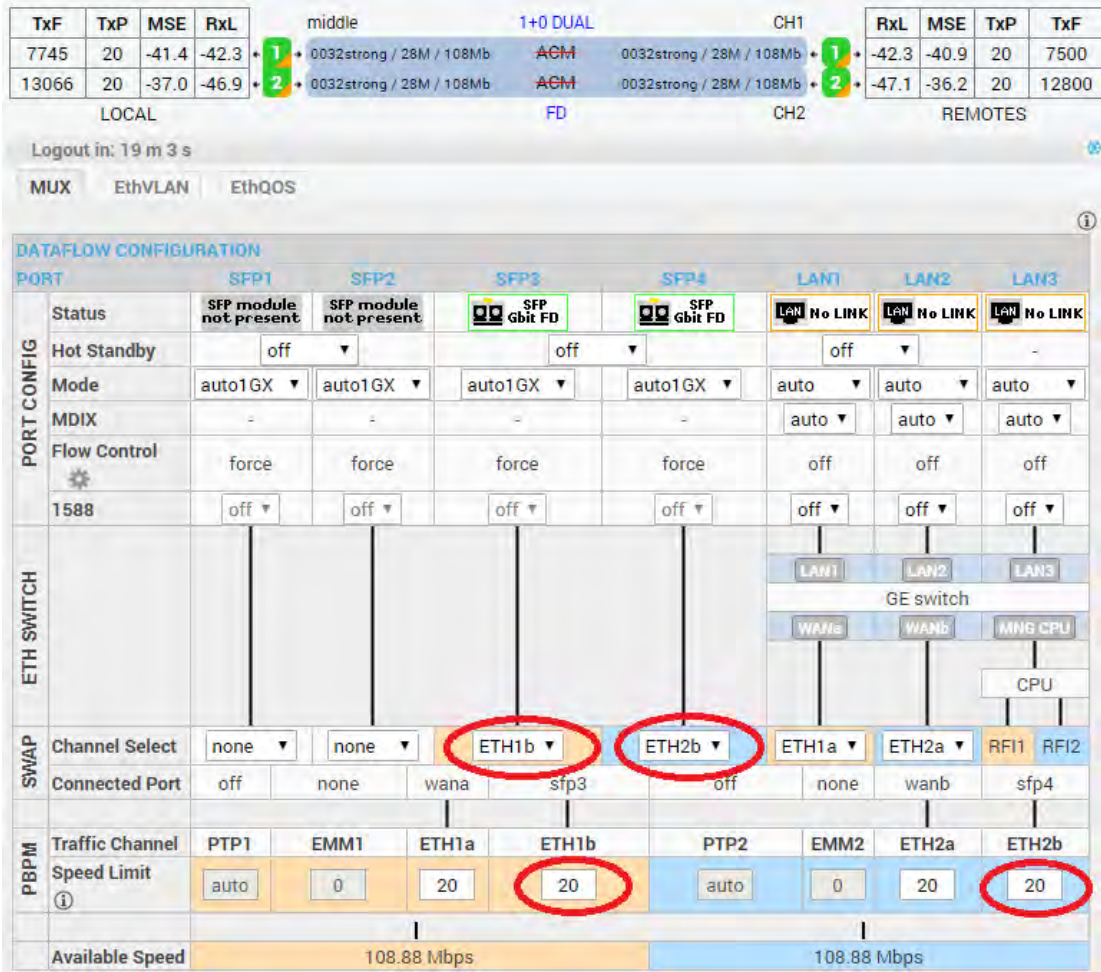 TxF TxP MSE RxL middle 1+0 DUAL CH1 RxL MSE TxP TxF
7745 20 -41.4 -42.3 1 0032strong / 28M / 108Mb ACM 0032strong / 28M / 108Mb 1 -42.3 -40.9 20 7500
13066 20 -37.0 -46.9 2 0032strong / 28M / 108Mb ACM 0032strong / 28M / 108Mb 2 -47.1 -36.2 20 12800
LOCAL FD CH2 REMOTES
Logout in: 19 m 3 s
MUX EthVLAN EthQOS
DATAFLOW CONFIGURATION
PORT SFP1 SFP2 SFP3 SFP4 LAN1 LAN2 LAN3
PORT CONFIG
Status SFP module not present SFP module not present SFP Gbit FD SFP Gbit FD LAN No LINK LAN No LINK LAN No LINK
Hot Standby off off off -
Mode auto1GX auto1GX auto1GX auto1GX auto auto auto
MDIX - - - - auto auto auto
Flow Control force force force force off off off
1588 off off off off off off off
ETH SWITCH
LAN1 LAN2 LAN3
GE switch
WANa WANb MNG CPU
CPU
SWAP
Channel Select none none ETH1b ETH2b ETH1a ETH2a RFI1 RFI2
Connected Port off none wana sfp3 off none wanb sfp4
PBPM
Traffic Channel PTP1 EMM1 ETH1a ETH1b PTP2 EMM2 ETH2a ETH2b
Speed Limit auto 0 20 20 auto 0 20 20
Available Speed 108.88 Mbps 108.88 Mbps